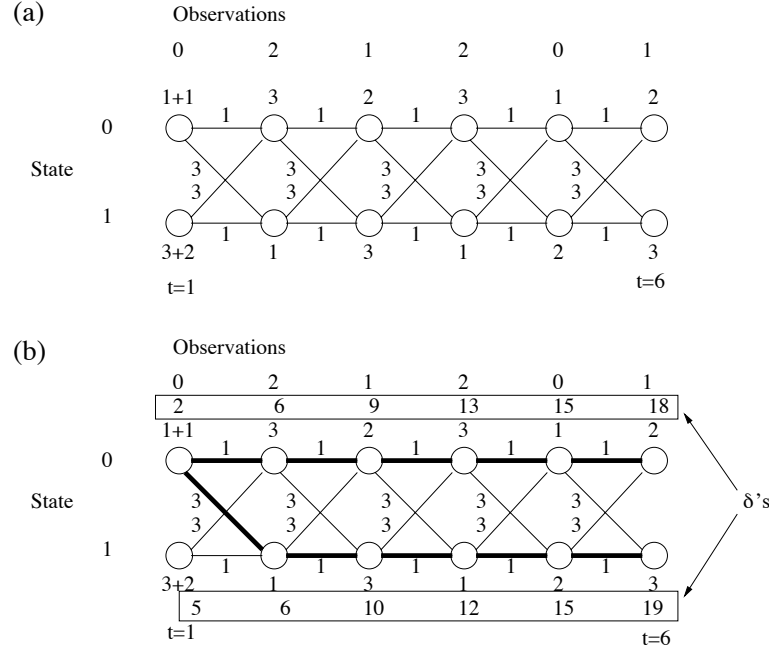 (a)
Observations
0 2 1 2 0 1
1+1 3 2 3 1 2
0 1 1 1 1 1
State 3 3 3 3 3
3 3 3 3 3
1 1 1 1 1 1
3+2 1 3 1 2 3
t=1 t=6
(b)
Observations
0 2 1 2 0 1
2 6 9 13 15 18
1+1 3 2 3 1 2
0 1 1 1 1 1
State 3 3 3 3 3 δ's
3 3 3 3 3
1 1 1 1 1 1
3+2 1 3 1 2 3
5 6 10 12 15 19
t=1 t=6